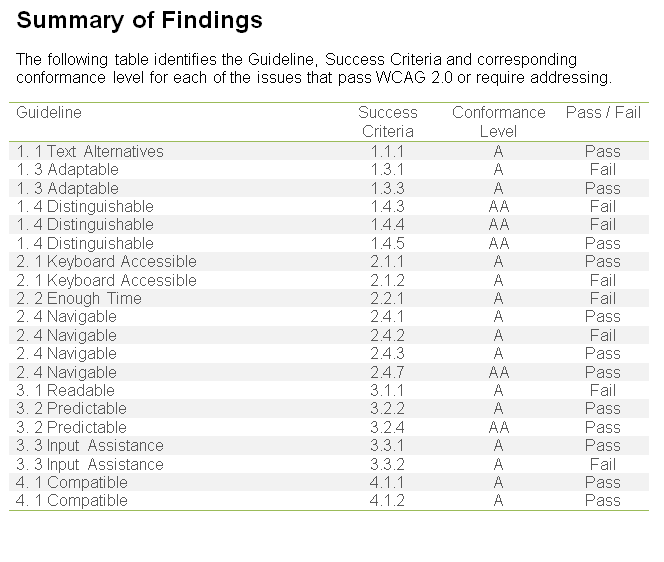 Summary of Findings
The following table identifies the Guideline, Success Criteria and corresponding
conformance level for each of the issues that pass WCAG 2.0 or require addressing.
Guideline Success Criteria Conformance Level Pass / Fail
1. 1 Text Alternatives 1.1.1 A Pass
1. 3 Adaptable 1.3.1 A Fail
1. 3 Adaptable 1.3.3 A Pass
1. 4 Distinguishable 1.4.3 AA Fail
1. 4 Distinguishable 1.4.4 AA Fail
1. 4 Distinguishable 1.4.5 AA Pass
2. 1 Keyboard Accessible 2.1.1 A Pass
2. 1 Keyboard Accessible 2.1.2 A Fail
2. 2 Enough Time 2.2.1 A Fail
2. 4 Navigable 2.4.1 A Pass
2. 4 Navigable 2.4.2 A Fail
2. 4 Navigable 2.4.3 A Pass
2. 4 Navigable 2.4.7 AA Pass
3. 1 Readable 3.1.1 A Fail
3. 2 Predictable 3.2.2 A Pass
3. 2 Predictable 3.2.4 AA Pass
3. 3 Input Assistance 3.3.1 A Pass
3. 3 Input Assistance 3.3.2 A Fail
4. 1 Compatible 4.1.1 A Pass
4. 1 Compatible 4.1.2 A Pass